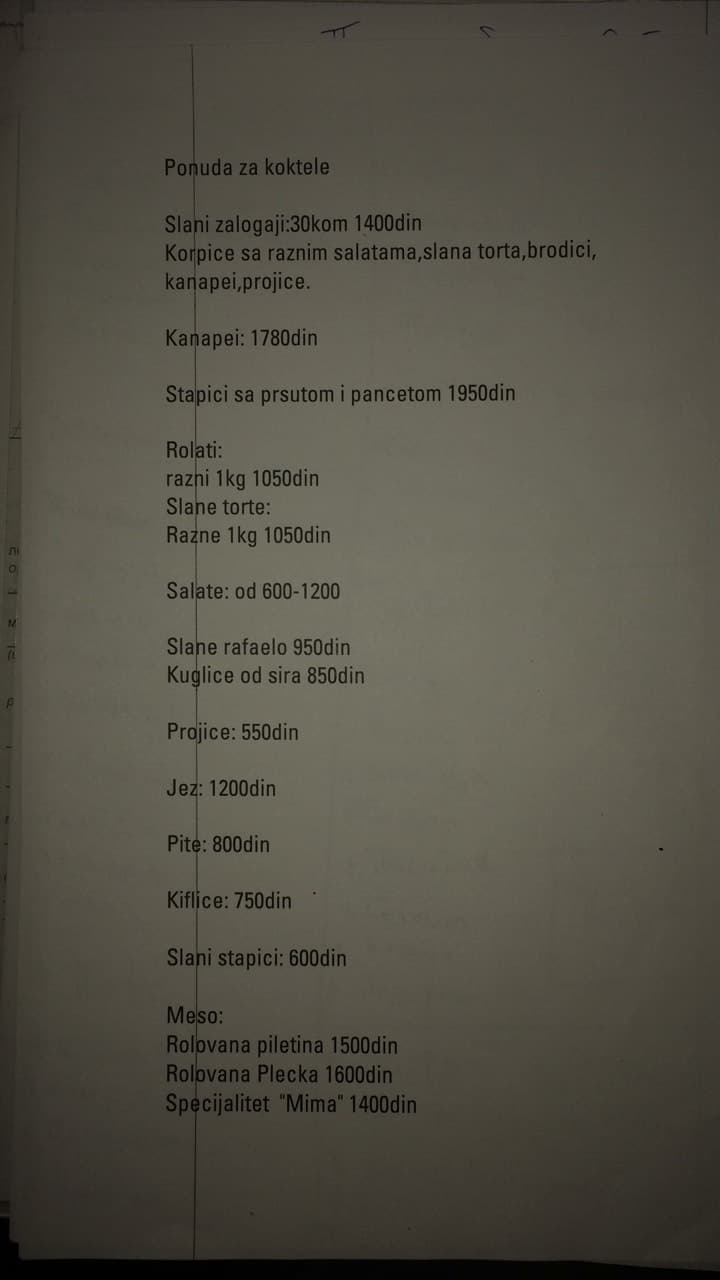 Ponuda za koktele
Slani zalogaji:30kom 1400din
Korpice sa raznim salatama,slana torta,brodici,
kanapei,projice.
Kanapei: 1780din
Stapici sa prsutom i pancetom 1950din
Rolati:
razni 1kg 1050din
Slane torte:
Razne 1kg 1050din
Salate: od 600-1200
Slane rafaelo 950din
Kuglice od sira 850din
Projice: 550din
Jez: 1200din
Pite: 800din
Kiflice: 750din
Slani stapici: 600din
Meso:
Rolovana piletina 1500din
Rolovana Plecka 1600din
Specijalitet "Mima" 1400din